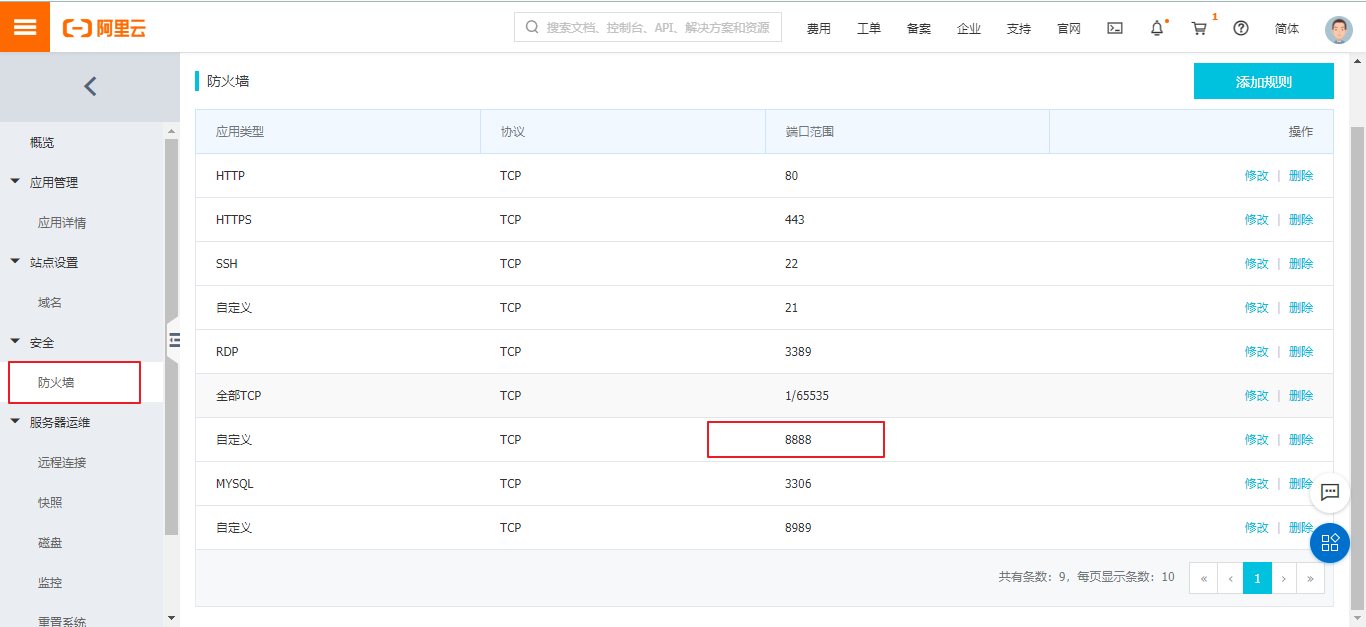 阿里云
搜索文档、控制台、API、解决方案和资源
费用 工单 备案 企业 支持 官网 1 简体
防火墙
添加规则
概览
应用管理
应用详情
站点设置
域名
安全
防火墙
服务器运维
远程连接
快照
磁盘
监控
重置系统
应用类型 协议 端口范围 操作
HTTP TCP 80 修改 | 删除
HTTPS TCP 443 修改 | 删除
SSH TCP 22 修改 | 删除
自定义 TCP 21 修改 | 删除
RDP TCP 3389 修改 | 删除
全部TCP TCP 1/65535 修改 | 删除
自定义 TCP 8888 修改 | 删除
MYSQL TCP 3306 修改 | 删除
自定义 TCP 8989 修改 | 删除
共有条数: 9, 每页显示条数: 10 « ‹ 1 › »